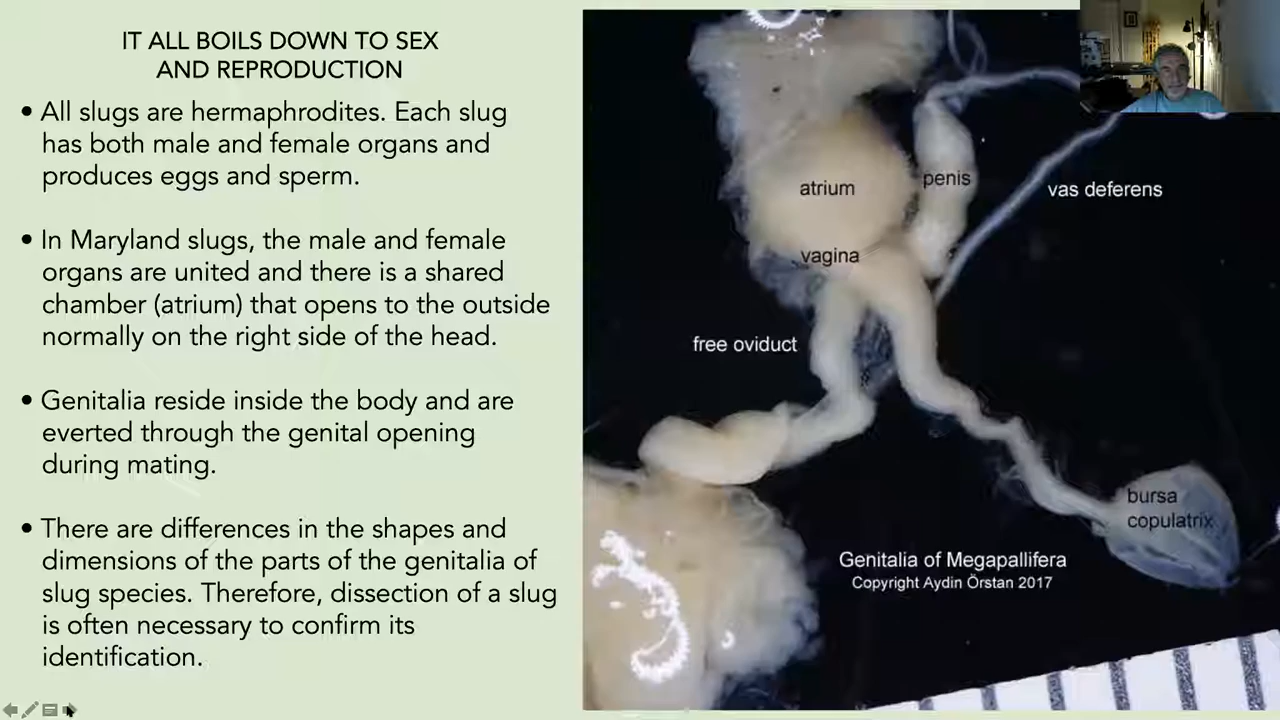 IT ALL BOILS DOWN TO SEX
AND REPRODUCTION
• All slugs are hermaphrodites. Each slug
has both male and female organs and
produces eggs and sperm.
• In Maryland slugs, the male and female
organs are united and there is a shared
chamber (atrium) that opens to the outside
normally on the right side of the head.
• Genitalia reside inside the body and are
everted through the genital opening
during mating.
• There are differences in the shapes and
dimensions of the parts of the genitalia of
slug species. Therefore, dissection of a slug
is often necessary to confirm its
identification.
atrium
penis
vas deferens
vagina
free oviduct
bursa
copulatrix
Genitalia of Megapallifera
Copyright Aydin Örstan 2017